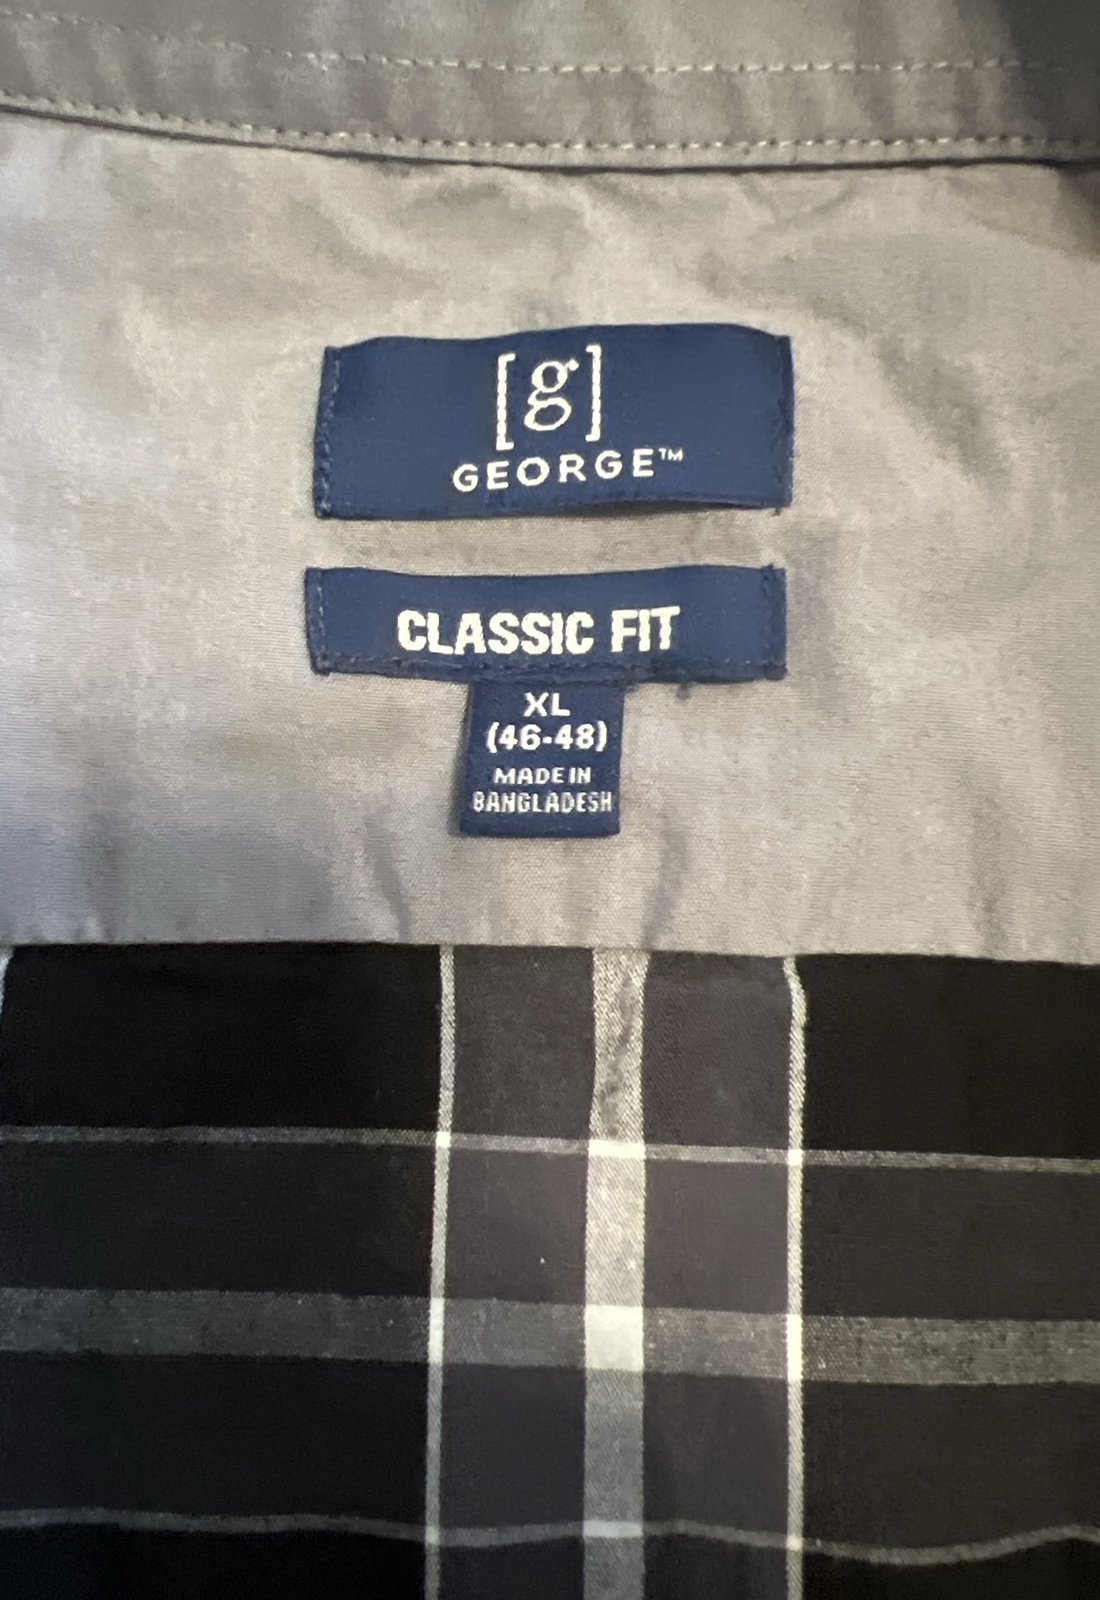 [g]
GEORGE™
CLASSIC FIT
XL
(46-48)
MADE IN
BANGLADESH